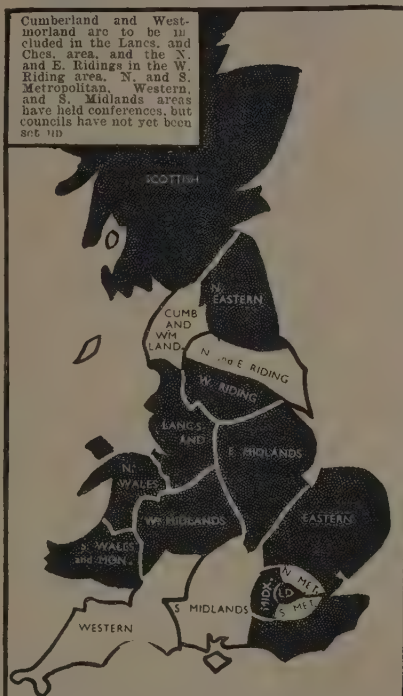 Cumberland and West-
morland are to be in
cluded in the Lancs. and
Ches. area, and the N.
and E. Ridings in the W.
Riding area. N. and S.
Metropolitan, Western,
and S. Midlands areas
have held conferences, but
councils have not yet been
set up
SCOTTISH
N.
EASTERN
CUMB
AND
WM
LAND
N. and E RIDING
W. RIDING
LANCS.
AND
E MIDLANDS
N.
WALES
W. MIDLANDS
EASTERN
S. WALES
and MON.
N MET.
MIDX.
LD
S MET.
S MIDLANDS
WESTERN